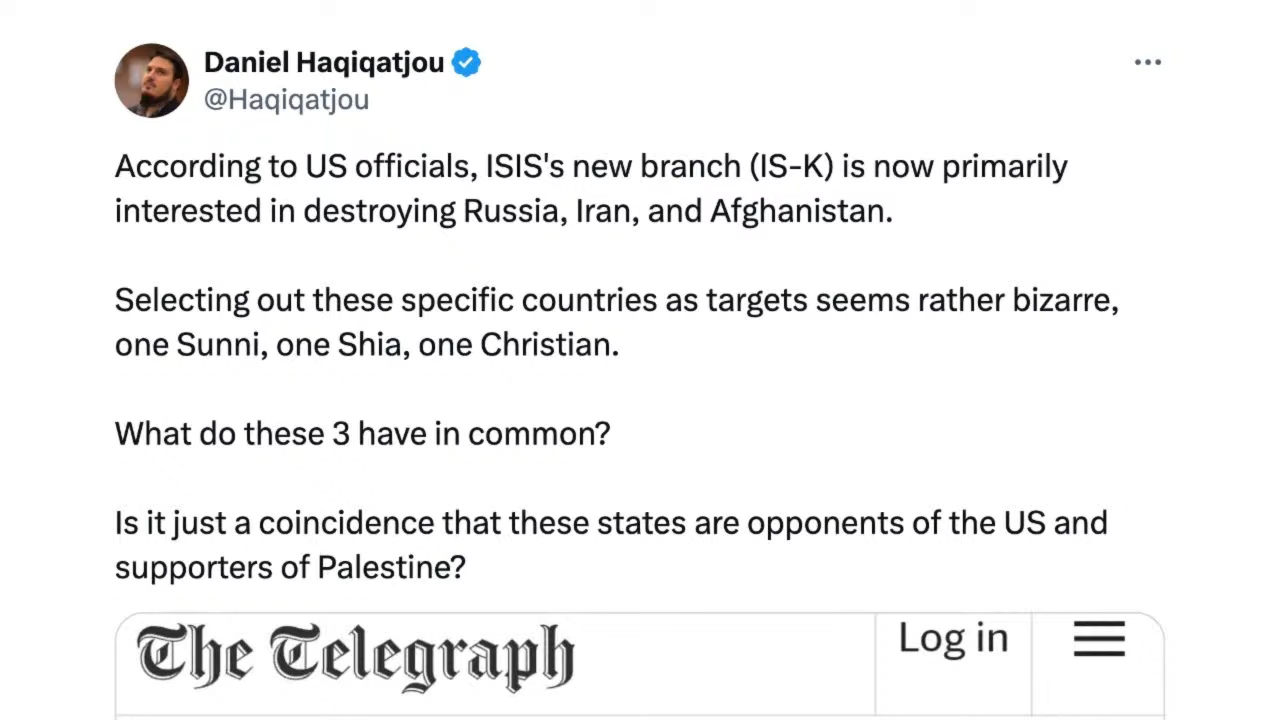 Daniel Haqiqatjou
@Haqiqatjou
According to US officials, ISIS's new branch (IS-K) is now primarily
interested in destroying Russia, Iran, and Afghanistan.
Selecting out these specific countries as targets seems rather bizarre,
one Sunni, one Shia, one Christian.
What do these 3 have in common?
Is it just a coincidence that these states are opponents of the US and
supporters of Palestine?
The Telegraph
Log in